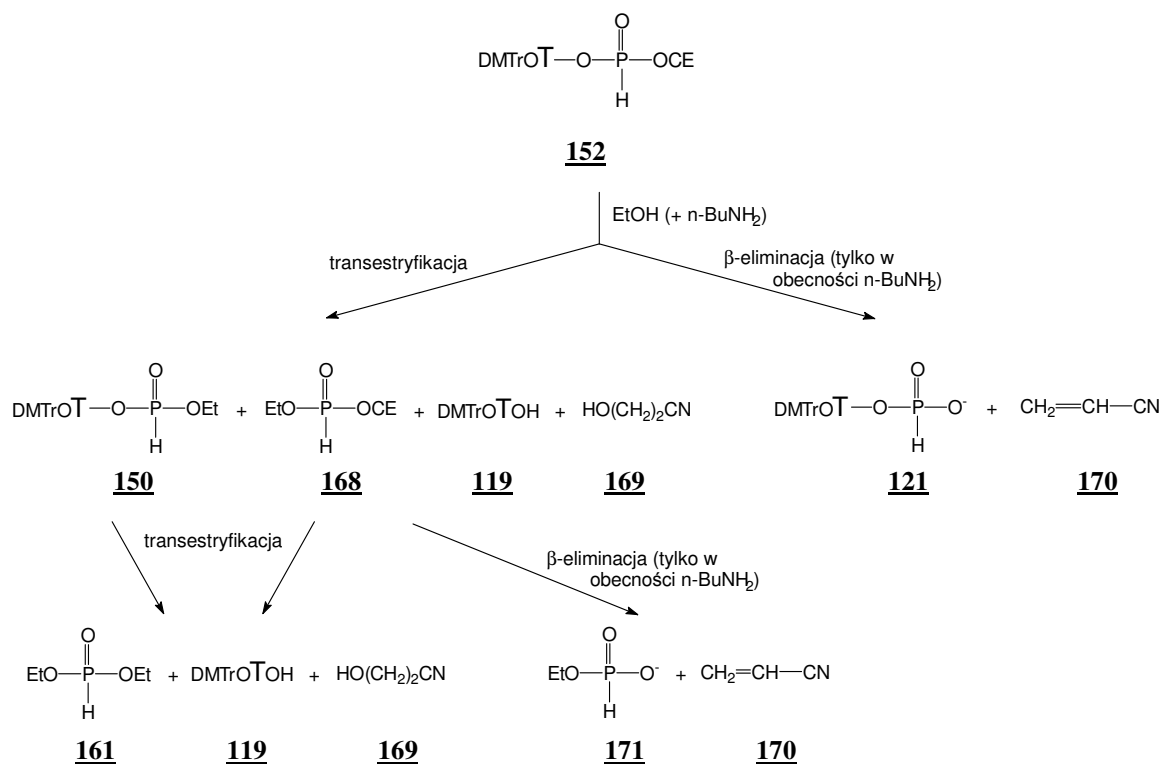 O
DMTrOT—O—P—OCE
H
152
EtOH (+ n-BuNH2)
transestryfikacja
β-eliminacja (tylko w
obecności n-BuNH2)
O O O
DMTrOT—O—P—OEt + EtO—P—OCE + DMTrOTOH + HO(CH2)2CN DMTrOT—O—P—O- + CH2=CH—CN
H H H
150 168 119 169 121 170
transestryfikacja
β-eliminacja (tylko w
obecności n-BuNH2)
O O
EtO—P—OEt + DMTrOTOH + HO(CH2)2CN EtO—P—O- + CH2=CH—CN
H H
161 119 169 171 170